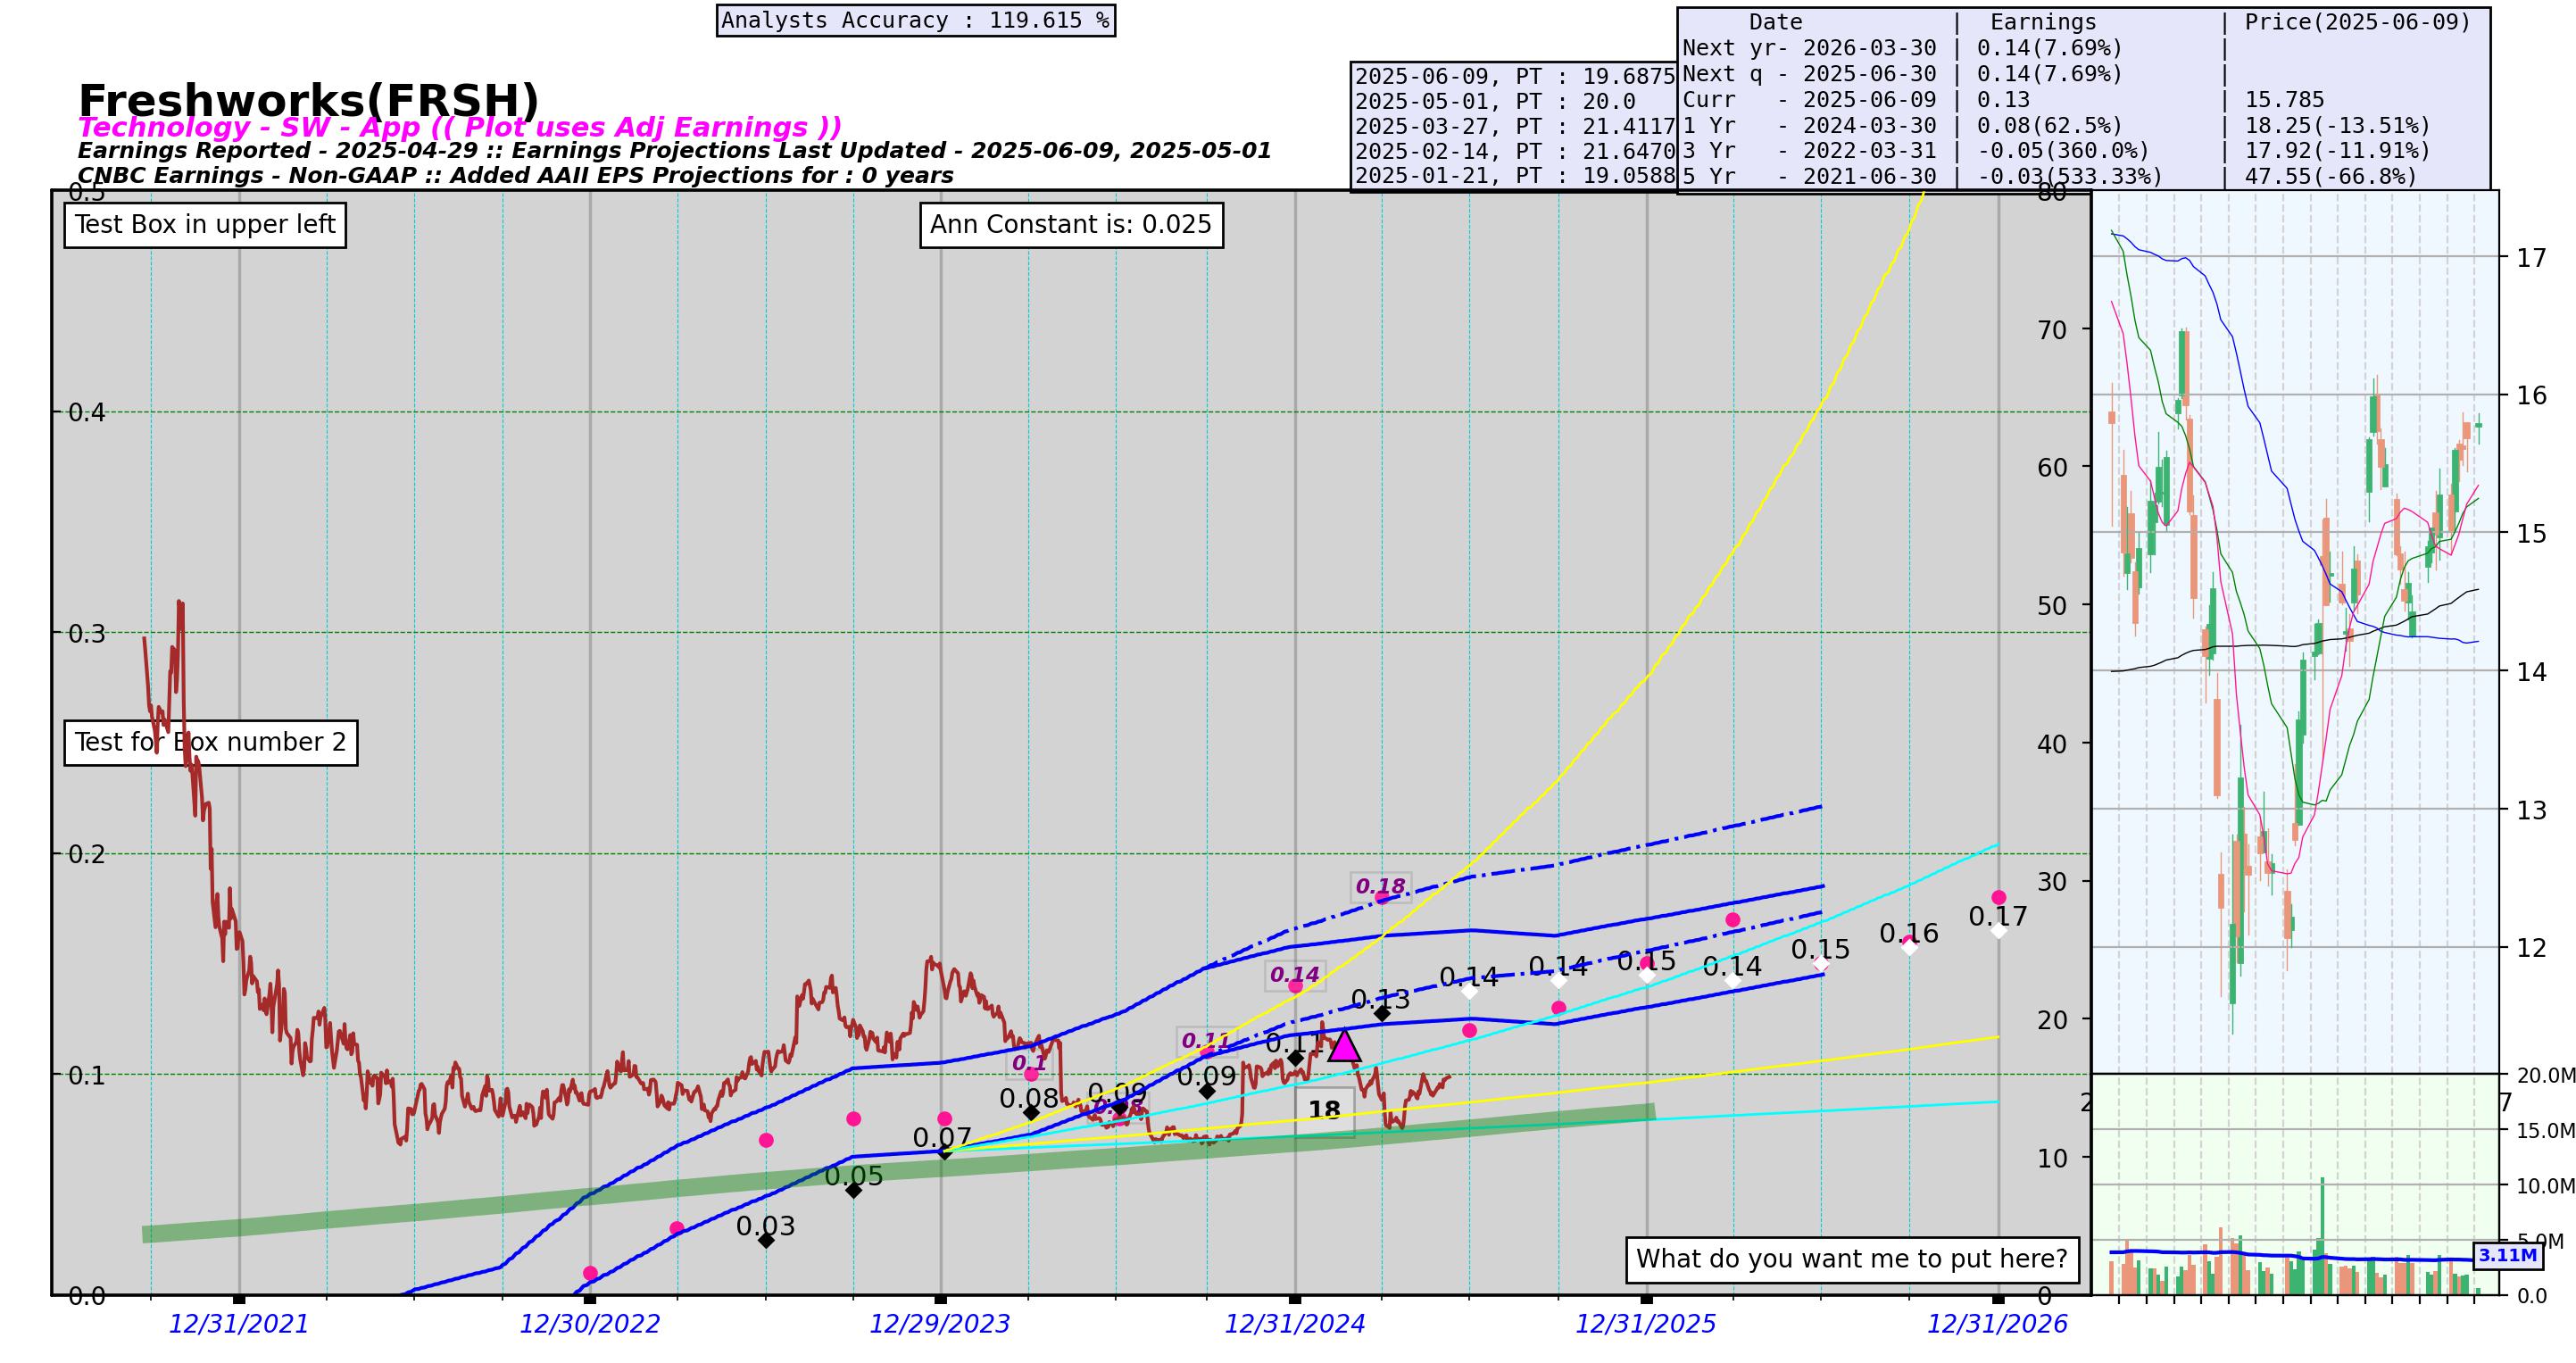 Analysts Accuracy : 119.615 %
Date | Earnings | Price(2025-06-09)
Next yr- 2026-03-30 | 0.14(7.69%) |
Next q - 2025-06-30 | 0.14(7.69%) |
Curr - 2025-06-09 | 0.13 | 15.785
1 Yr - 2024-03-30 | 0.08(62.5%) | 18.25(-13.51%)
3 Yr - 2022-03-31 | -0.05(360.0%) | 17.92(-11.91%)
5 Yr - 2021-06-30 | -0.03(533.33%) | 47.55(-66.8%)
2025-06-09, PT : 19.6875
2025-05-01, PT : 20.0
2025-03-27, PT : 21.4117
2025-02-14, PT : 21.6470
2025-01-21, PT : 19.0588
Freshworks(FRSH)
Technology - SW - App (( Plot uses Adj Earnings ))
Earnings Reported - 2025-04-29 :: Earnings Projections Last Updated - 2025-06-09, 2025-05-01
CNBC Earnings - Non-GAAP :: Added AAII EPS Projections for : 0 years
Test Box in upper left
Ann Constant is: 0.025
Test for Box number 2
What do you want me to put here?
0.5
0.4
0.3
0.2
0.1
0.0
80
70
60
50
40
30
20
10
0
17
16
15
14
13
12
20.0M
15.0M
10.0M
5.0M
0.0
3.11M
0.03
0.05
0.07
0.08
0.09
0.09
0.11
0.13
0.14
0.14
0.15
0.14
0.15
0.16
0.17
0.1
0.11
0.14
0.18
18
12/31/2021
12/30/2022
12/29/2023
12/31/2024
12/31/2025
12/31/2026